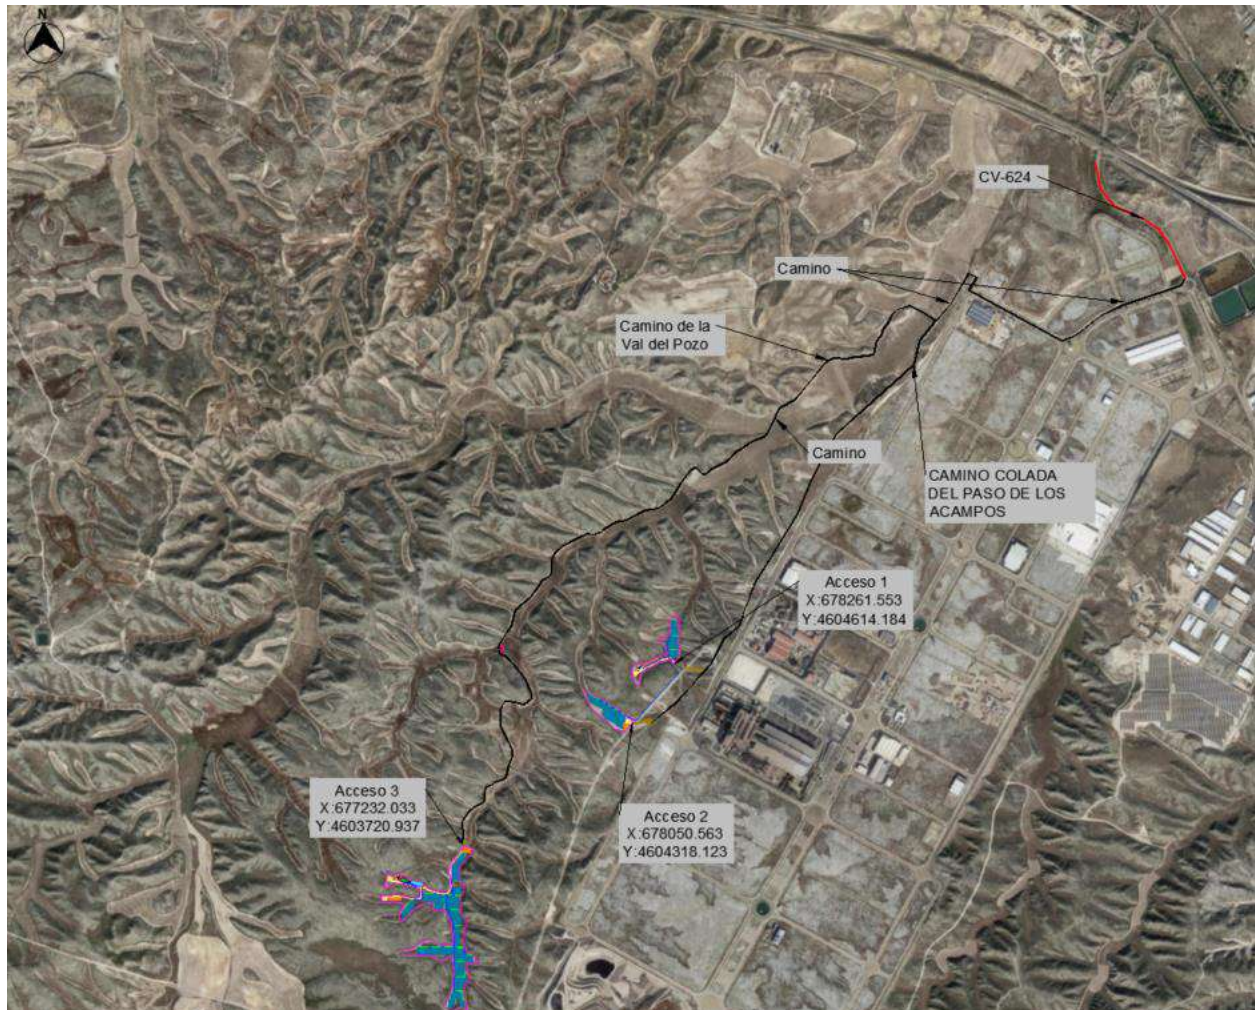 N
CV-624
Camino
Camino de la
Val del Pozo
Camino
CAMINO COLADA
DEL PASO DE LOS
ACAMPOS
Acceso 1
X:678261.553
Y:4604614.184
Acceso 3
X:677232.033
Y:4603720.937
Acceso 2
X:678050.563
Y:4604318.123